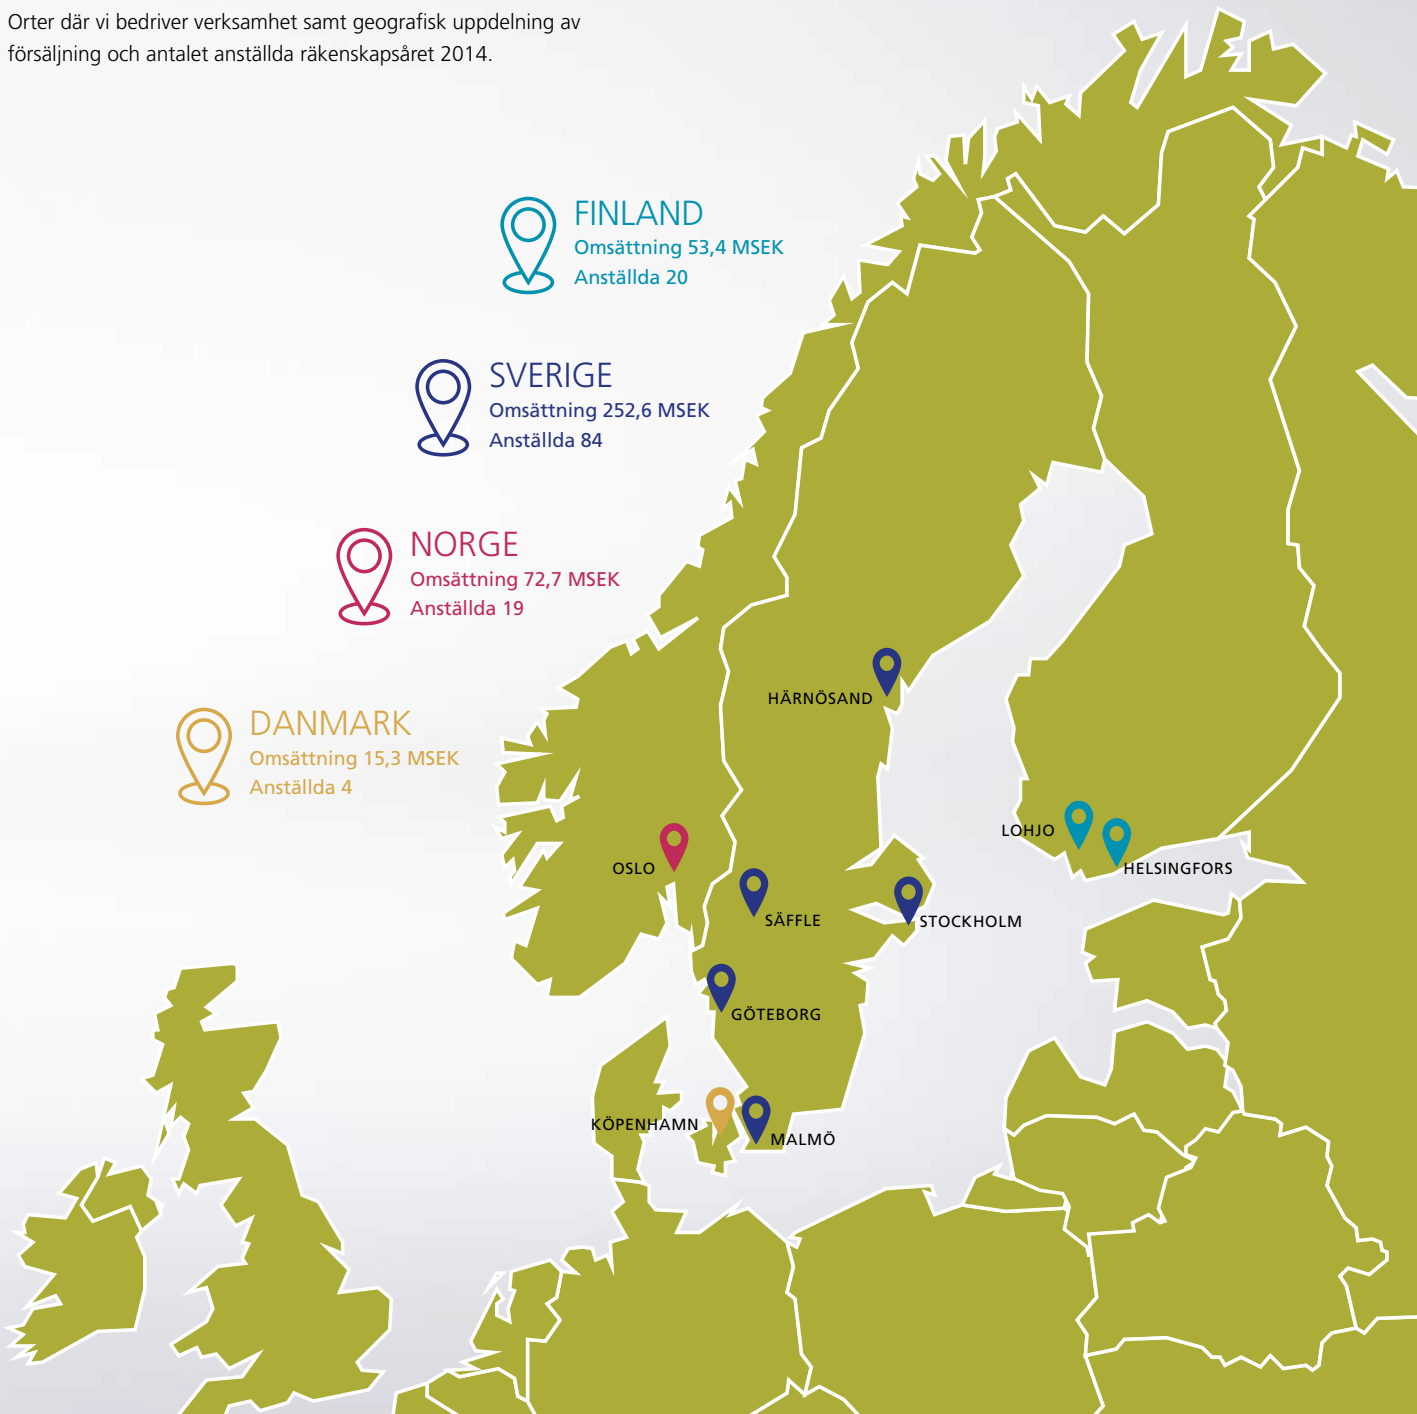 Orter där vi bedriver verksamhet samt geografisk uppdelning av
försäljning och antalet anställda räkenskapsåret 2014.
FINLAND
Omsättning 53,4 MSEK
Anställda 20
SVERIGE
Omsättning 252,6 MSEK
Anställda 84
NORGE
Omsättning 72,7 MSEK
Anställda 19
DANMARK
Omsättning 15,3 MSEK
Anställda 4
HÄRNÖSAND
LOHJO
HELSINGFORS
OSLO
SÄFFLE
STOCKHOLM
GÖTEBORG
KÖPENHAMN
MALMÖ